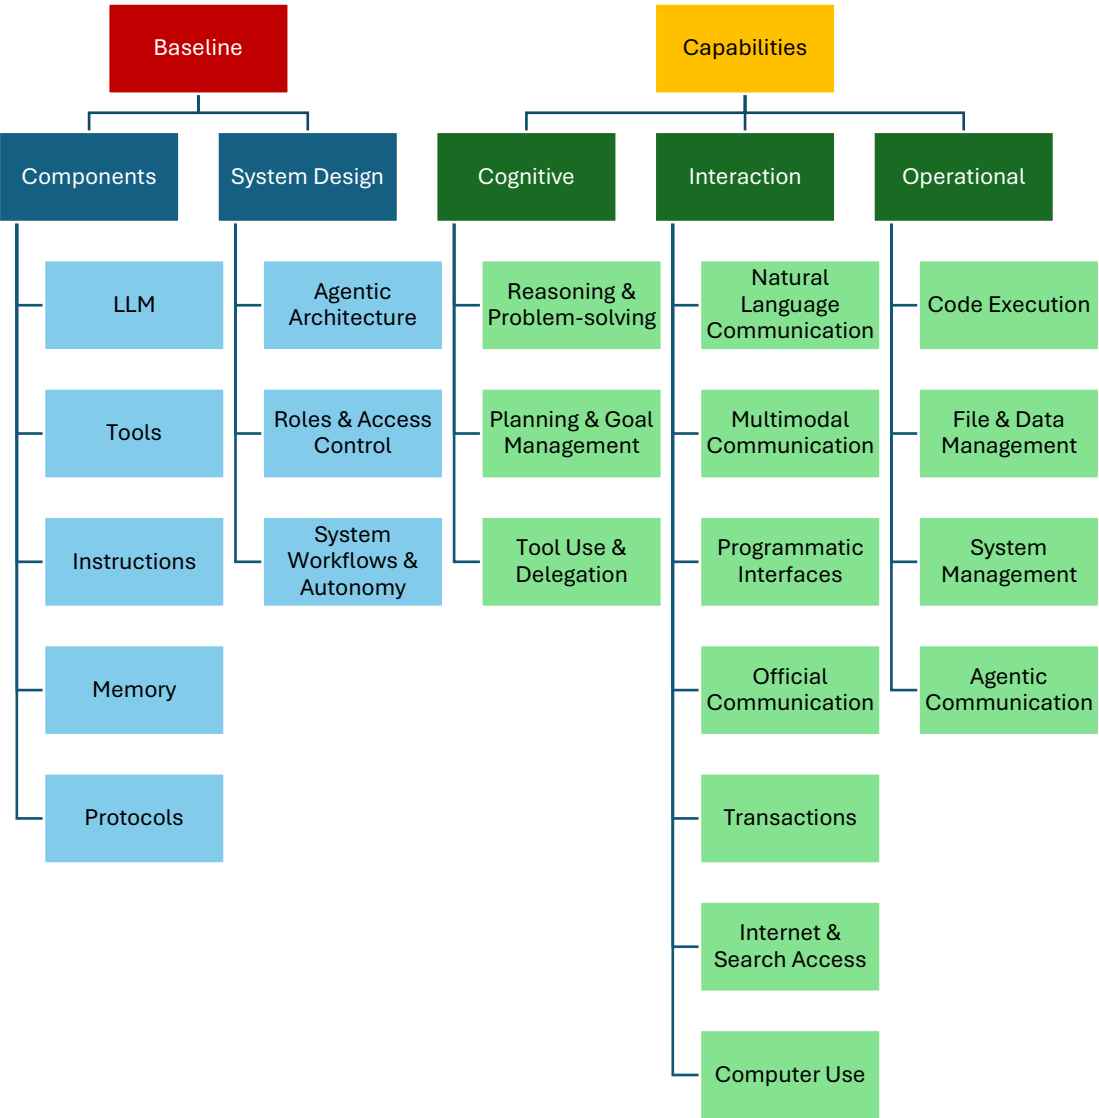 Baseline
Capabilities
Components
System Design
Cognitive
Interaction
Operational
LLM
Tools
Instructions
Memory
Protocols
Agentic
Architecture
Roles & Access
Control
System
Workflows &
Autonomy
Reasoning &
Problem-solving
Planning & Goal
Management
Tool Use &
Delegation
Natural
Language
Communication
Multimodal
Communication
Programmatic
Interfaces
Official
Communication
Transactions
Internet &
Search Access
Computer Use
Code Execution
File & Data
Management
System
Management
Agentic
Communication